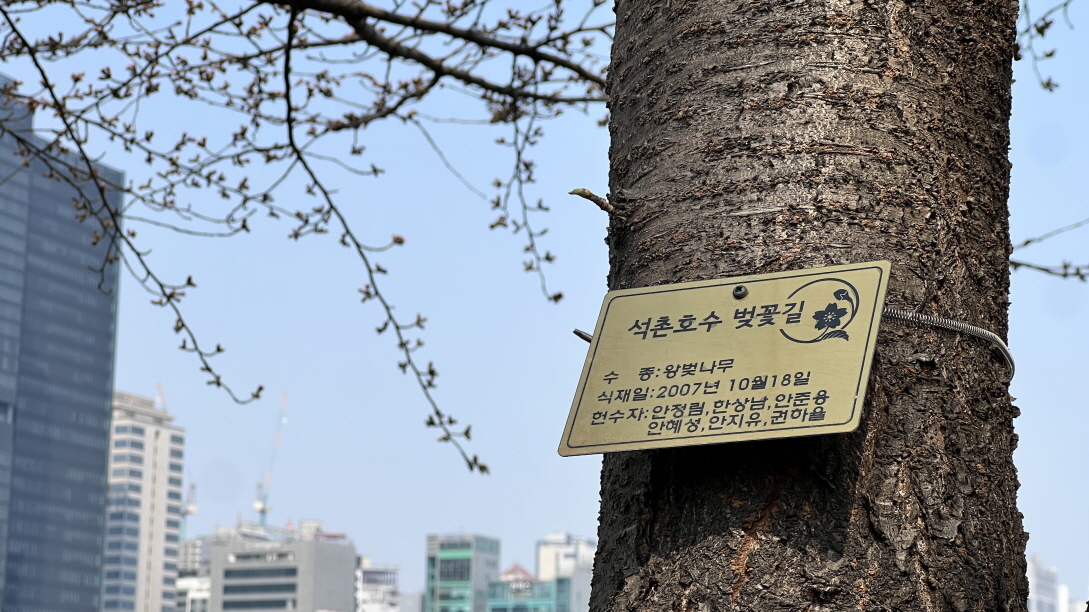 석촌호수 벚꽃길
수 종:왕벚나무
식재일:2007년 10월18일
헌수자:안정림,한상남,안준용
안혜성,안지유,권하율